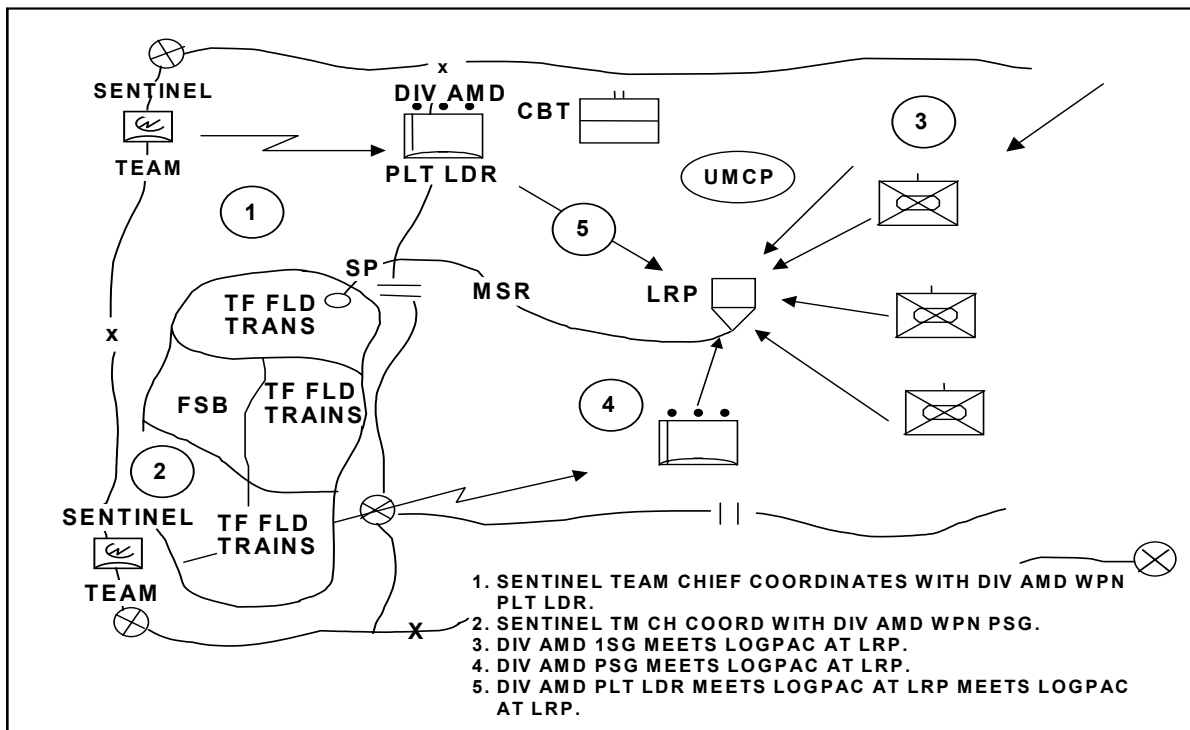 x
SENTINEL
DIV AMD
CBT
3
TEAM
PLT LDR
UMCP
1
5
SP
TF FLD
TRANS
MSR
LRP
x
FSB
TF FLD
TRAINS
4
2
SENTINEL
TF FLD
TRAINS
TEAM
X
1. SENTINEL TEAM CHIEF COORDINATES WITH DIV AMD WPN
PLT LDR.
2. SENTINEL TM CH COORD WITH DIV AMD WPN PSG.
3. DIV AMD 1SG MEETS LOGPAC AT LRP.
4. DIV AMD PSG MEETS LOGPAC AT LRP.
5. DIV AMD PLT LDR MEETS LOGPAC AT LRP MEETS LOGPAC
AT LRP.